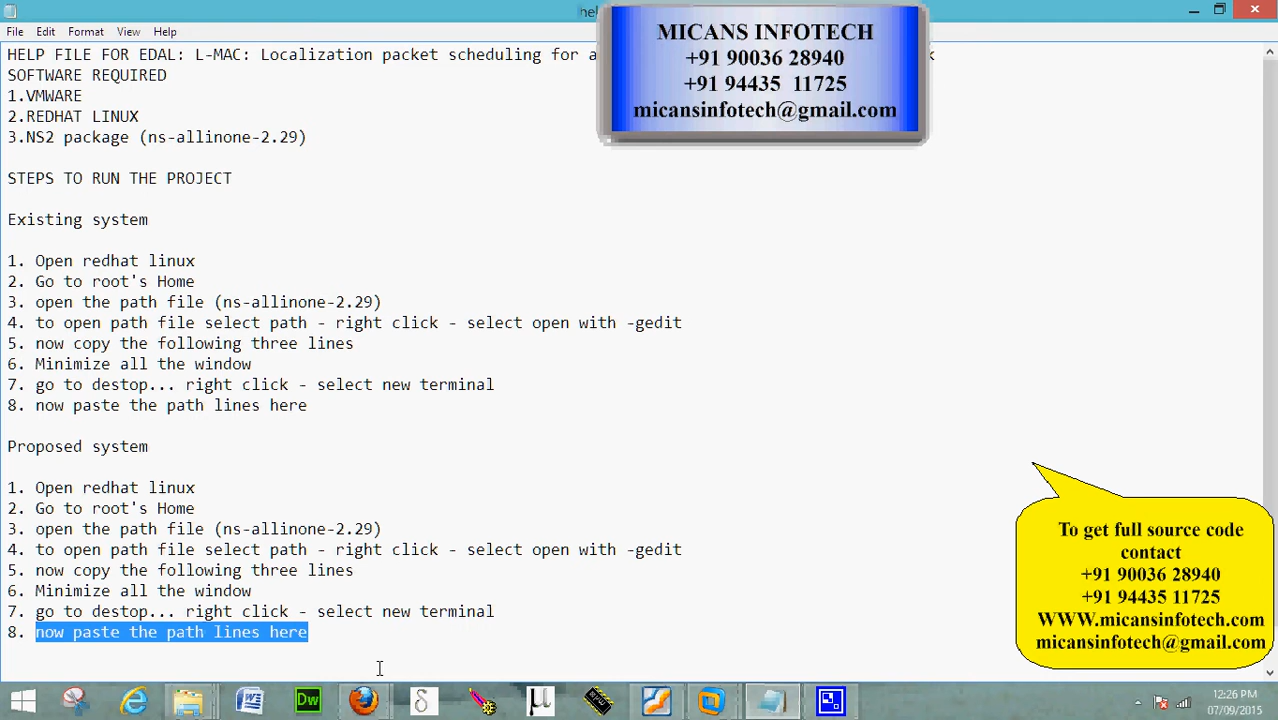 hel
File Edit Format View Help
HELP FILE FOR EDAL: L-MAC: Localization packet scheduling for a
SOFTWARE REQUIRED
1.VMWARE
2.REDHAT LINUX
3.NS2 package (ns-allinone-2.29)
STEPS TO RUN THE PROJECT
Existing system
1. Open redhat linux
2. Go to root's Home
3. open the path file (ns-allinone-2.29)
4. to open path file select path - right click - select open with -gedit
5. now copy the following three lines
6. Minimize all the window
7. go to destop... right click - select new terminal
8. now paste the path lines here
Proposed system
1. Open redhat linux
2. Go to root's Home
3. open the path file (ns-allinone-2.29)
4. to open path file select path - right click - select open with -gedit
5. now copy the following three lines
6. Minimize all the window
7. go to destop... right click - select new terminal
8. now paste the path lines here
MICANS INFOTECH
+91 90036 28940
+91 94435 11725
micansinfotech@gmail.com
To get full source code
contact
+91 90036 28940
+91 94435 11725
WWW.micansinfotech.com
micansinfotech@gmail.com
Dw
δ
µ
12:26 PM
07/09/2015